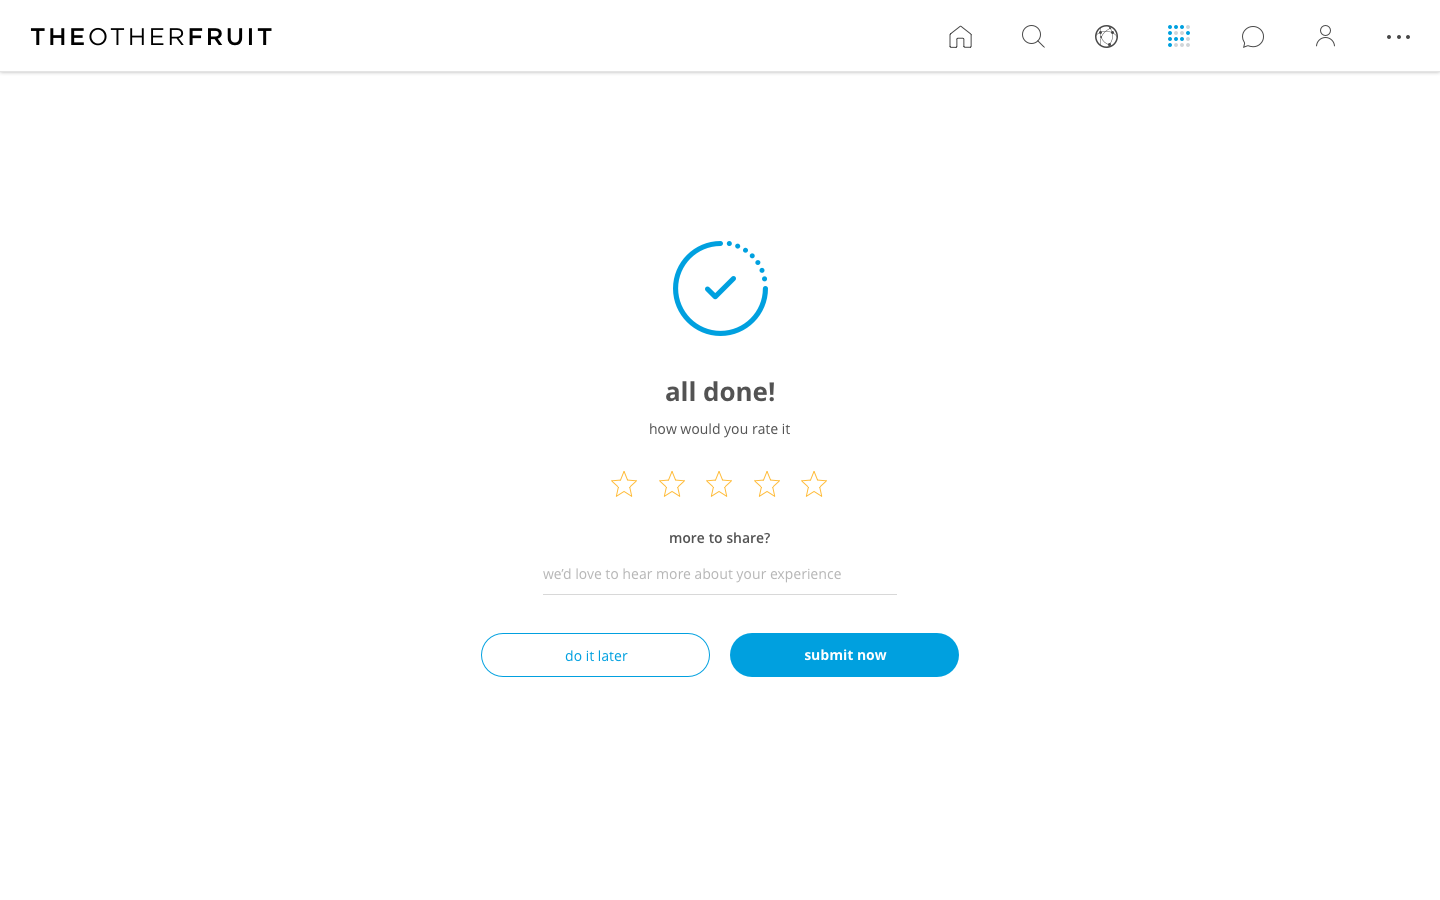 THEOTHERFRUIT
all done!
how would you rate it
more to share?
we'd love to hear more about your experience
do it later
submit now